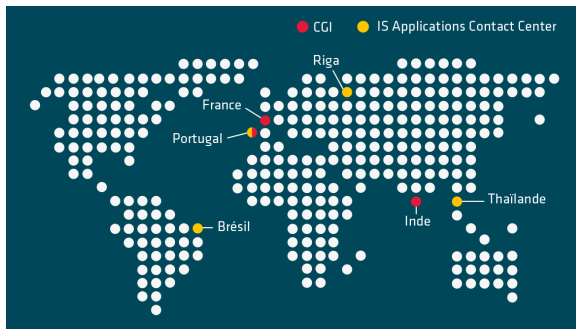 CGI
IS Applications Contact Center
Riga
France
Portugal
Thaïlande
Brésil
Inde